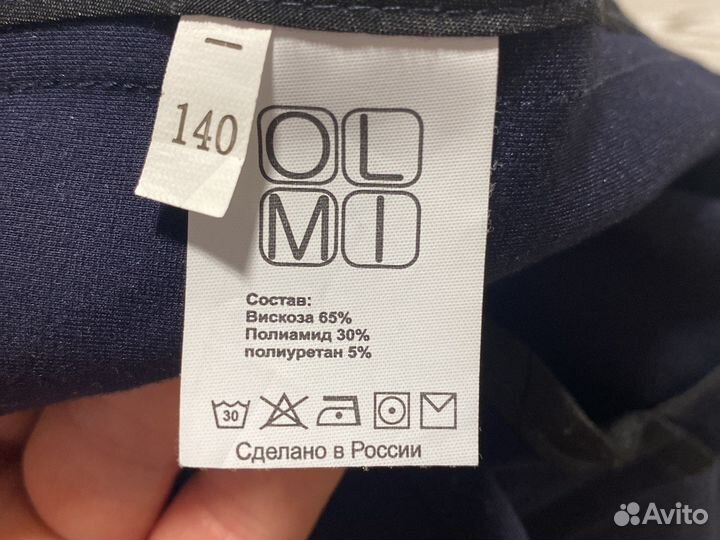 140
OL
MI
Состав:
Вискоза 65%
Полиамид 30%
полиуретан 5%
30
Сделано в России
Avito